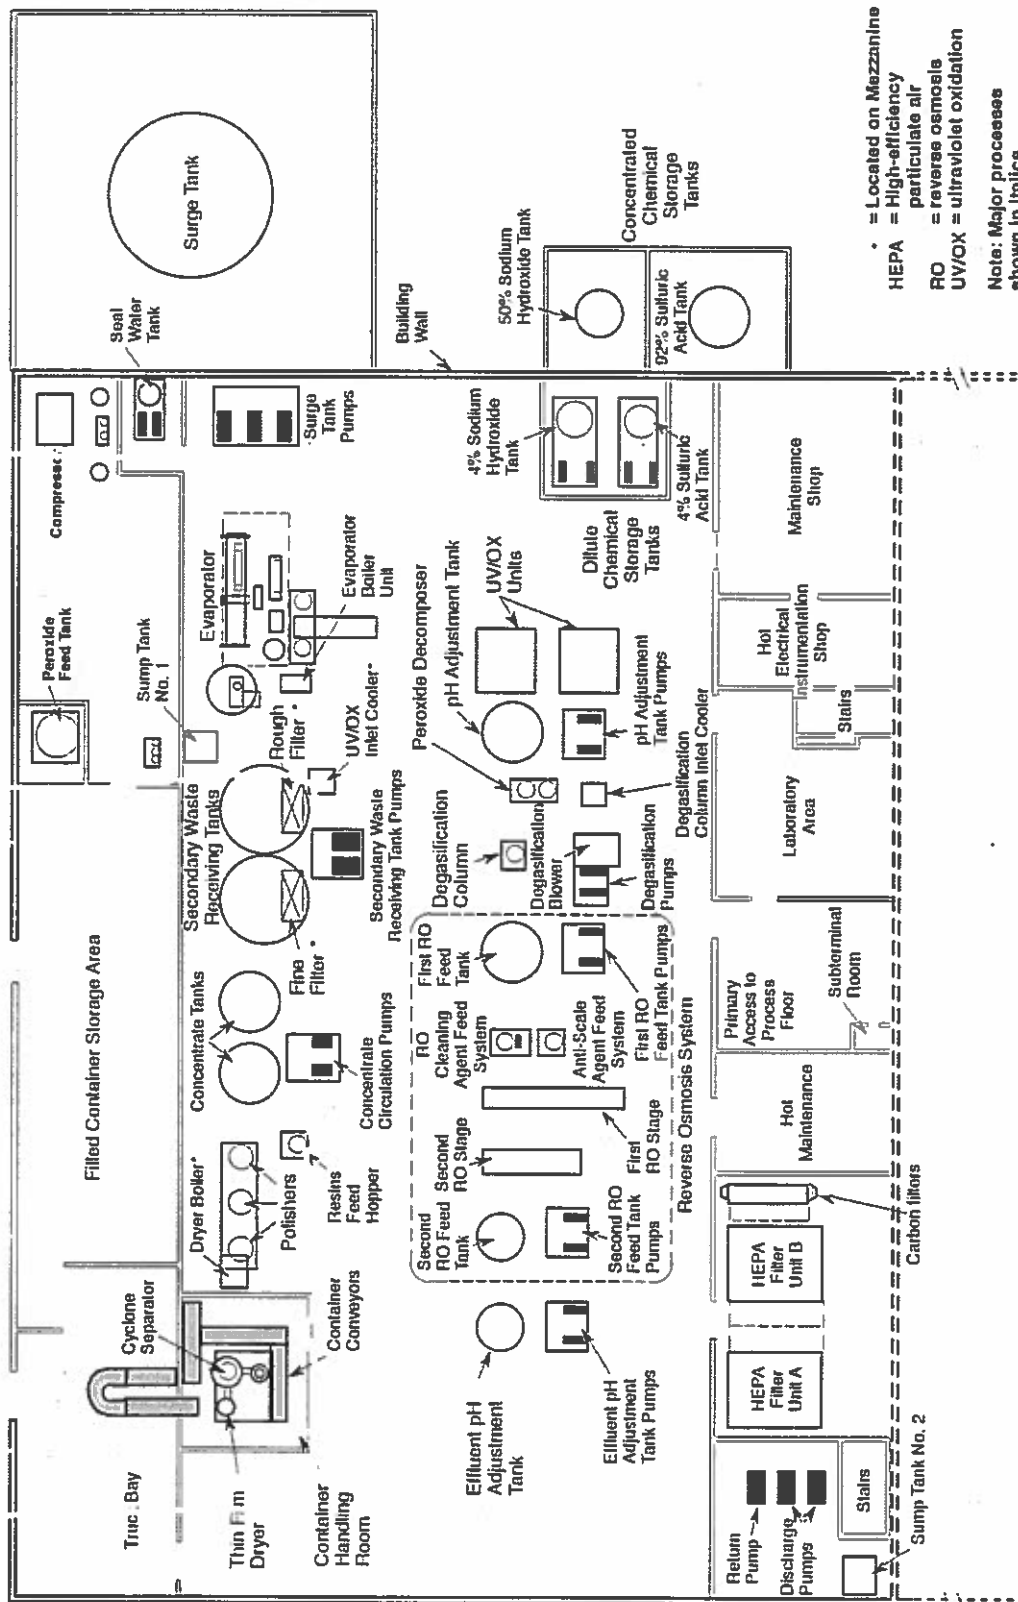 Surge Tank
Seal
Water
Tank
Building
Wall
Surge
Tank
Pumps
50% Sodium
Hydroxide Tank
92% Sulfuric
Acid Tank
Concentrated
Chemical
Storage
Tanks
* = Located on Mezzanine
HEPA = High-efficiency
particulate air
RO = reverse osmosis
UV/OX = ultraviolet oxidation
Note: Major processes
shown in italics
Peroxide
Feed Tank
Sump Tank
No. 1
Evaporator
Evaporator
Boiler
Unit
4% Sodium
Hydroxide
Tank
4% Sulfuric
Acid Tank
Dilute
Chemical
Storage
Tanks
Maintenance
Shop
Hot
Electrical
Instrumentation
Shop
Stairs
Rough
Filter *
UV/OX
Inlet Cooler*
Peroxide Decomposer
pH Adjustment Tank
UV/OX
Units
pH Adjustment
Tank Pumps
Degasification
Column Inlet Cooler
Filled Container Storage Area
Secondary Waste
Receiving Tanks
Secondary Waste
Receiving Tank Pumps
Fine
Filter *
Degasification
Column
Degasification
Blower
Degasification
Pumps
Laboratory
Area
Concentrate Tanks
Concentrate
Circulation Pumps
First RO
Feed
Tank
RO
Cleaning
Agent Feed
System
Anti-Scale
Agent Feed
System
First RO
Feed Tank Pumps
First
RO Stage
Second
RO Stage
Second
RO Feed
Tank
Second RO
Feed Tank
Pumps
Reverse Osmosis System
Primary
Access to
Process
Floor
Subterminal
Room
Hot
Maintenance
Dryer Boiler*
Polishers
Resins
Feed
Hopper
Cyclone
Separator
Container
Conveyors
Thin
Dryer
Container
Handling
Room
Bay
Effluent pH
Adjustment
Tank
Effluent pH
Adjustment
Tank Pumps
HEPA
Filter
Unit B
HEPA
Filter
Unit A
Carbon filters
Return
Pump
Discharge
Pumps
Stairs
Sump Tank No. 2